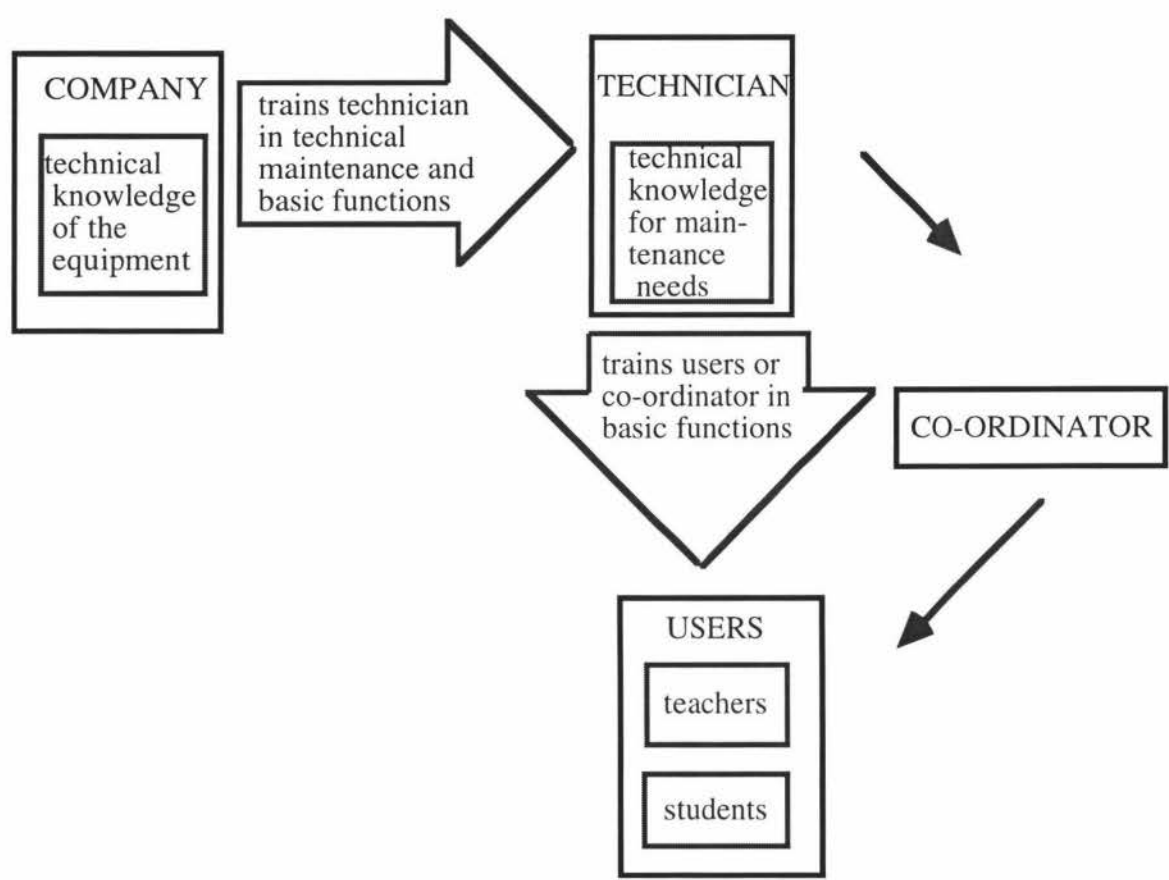 COMPANY
technical
knowledge
of the
equipment
trains technician
in technical
maintenance and
basic functions
TECHNICIAN
technical
knowledge
for main-
tenance
needs
trains users or
co-ordinator in
basic functions
CO-ORDINATOR
USERS
teachers
students